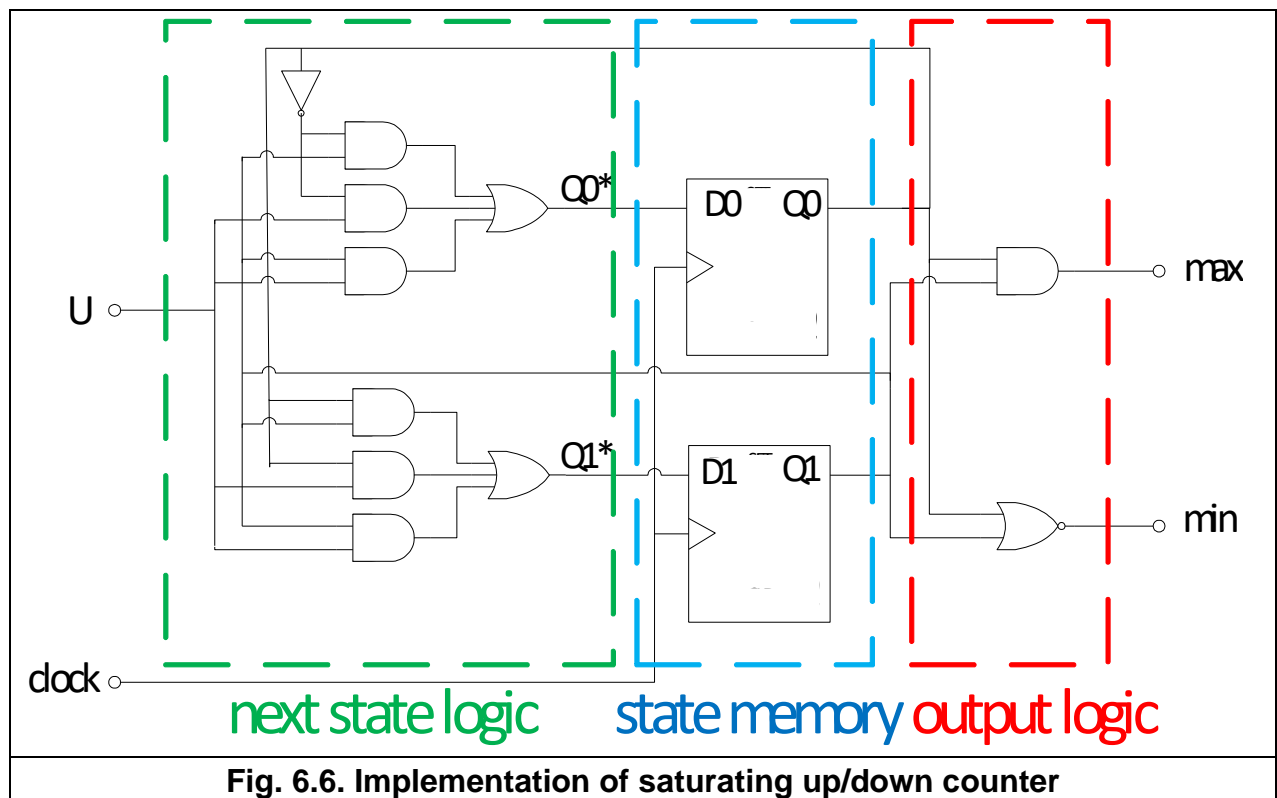 U
clock
Q0*
Q1*
D0 Q0
D1 Q1
max
min
next state logic
state memory
output logic
Fig. 6.6. Implementation of saturating up/down counter